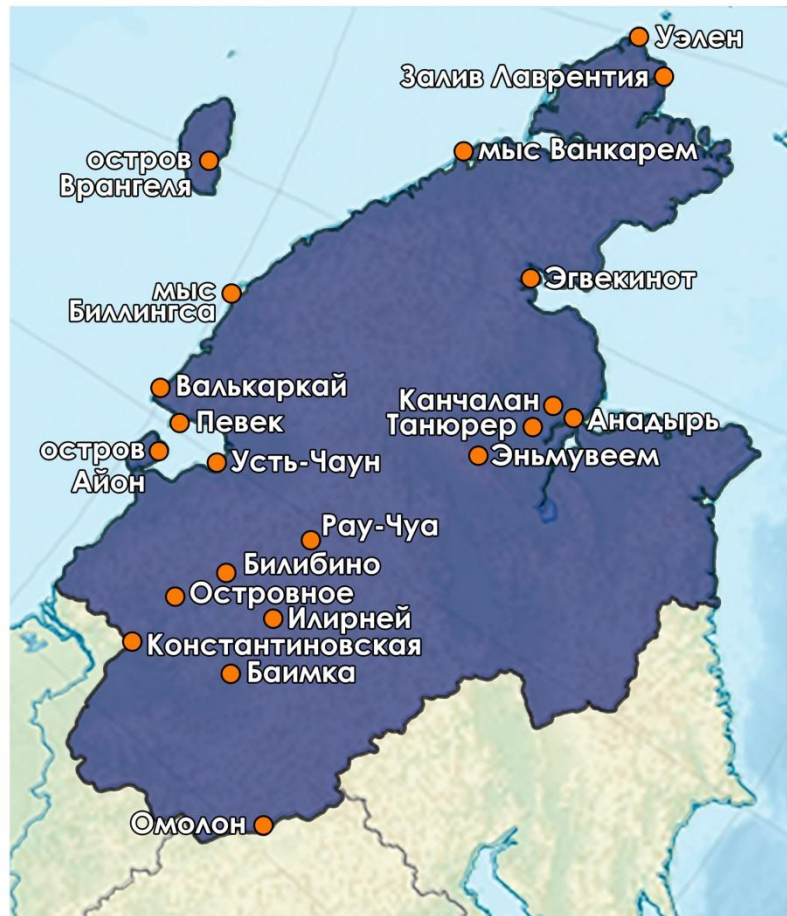 Уэлен
Залив Лаврентия
мыс Ванкарем
остров
Врангеля
Эгвекинот
мыс
Биллингса
Валькаркай
Канчалан
Певек
Танюрер
Анадырь
остров
Айон
Усть-Чаун
Эньмувеем
Рау-Чуа
Билибино
Островное
Илирней
Константиновская
Баимка
Омолон